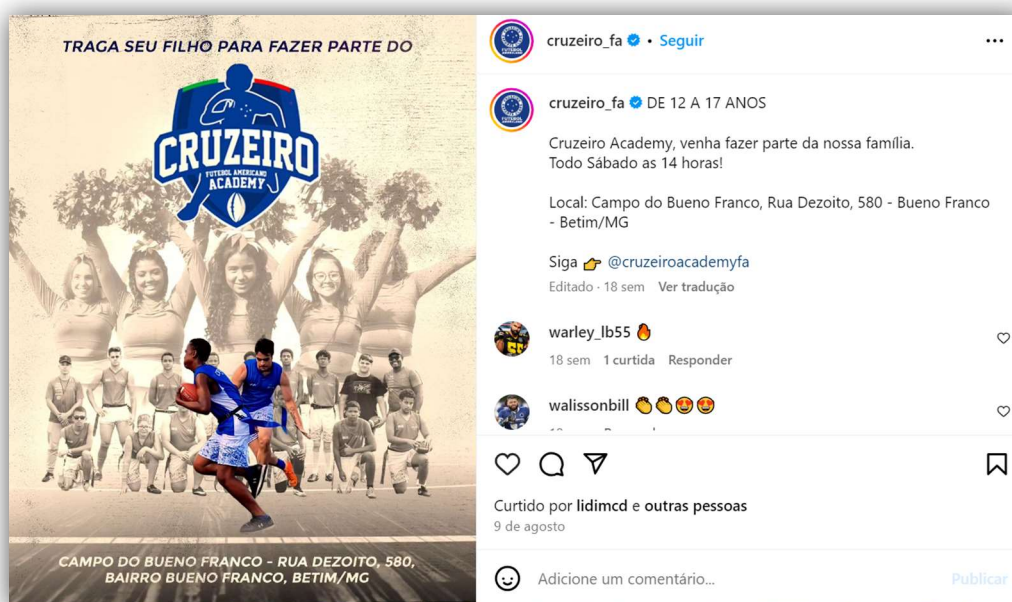 TRAGA SEU FILHO PARA FAZER PARTE DO
CRUZEIRO
FUTEBOL AMERICANO
ACADEMY
CAMPO DO BUENO FRANCO - RUA DEZOITO, 580,
BAIRRO BUENO FRANCO, BETIM/MG
cruzeiro_fa • Seguir
cruzeiro_fa DE 12 A 17 ANOS
Cruzeiro Academy, venha fazer parte da nossa família.
Todo Sábado as 14 horas!
Local: Campo do Bueno Franco, Rua Dezoito, 580 - Bueno Franco
- Betim/MG
Siga 👉 @cruzeiroacademyfa
Editado · 18 sem Ver tradução
warley_lb55 🔥
18 sem 1 curtida Responder
walissonbill 👏👏😍😍
Curtido por lidimcd e outras pessoas
9 de agosto
Adicione um comentário...
Publicar